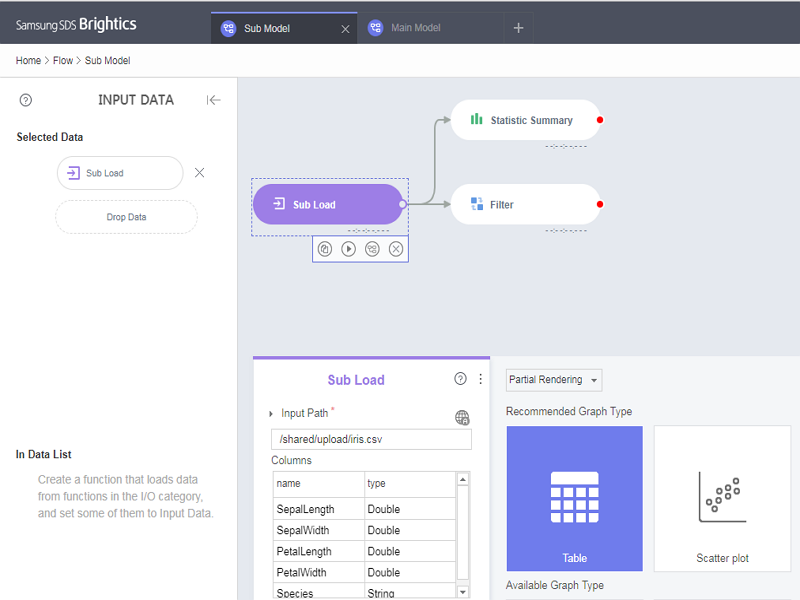 Samsung SDS Brightics
Sub Model
Main Model
Home > Flow > Sub Model
INPUT DATA
Selected Data
Sub Load
Drop Data
In Data List
Create a function that loads data
from functions in the I/O category,
and set some of them to Input Data.
Statistic Summary
--:--:--.---
Sub Load
--:--:--.---
Filter
--:--:--.---
Sub Load
Input Path *
/shared/upload/iris.csv
Columns
name type
SepalLength Double
SepalWidth Double
PetalLength Double
PetalWidth Double
Species String
Partial Rendering
Recommended Graph Type
Table
Scatter plot
Available Graph Type